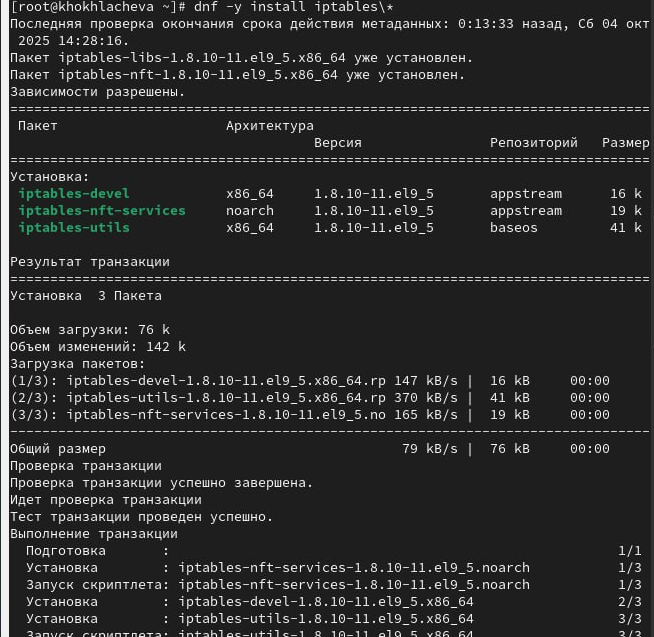 [root@khokhlacheva ~]# dnf -y install iptables\*
Последняя проверка окончания срока действия метаданных: 0:13:33 назад, Сб 04 окт
 2025 14:28:16.
Пакет iptables-libs-1.8.10-11.el9_5.x86_64 уже установлен.
Пакет iptables-nft-1.8.10-11.el9_5.x86_64 уже установлен.
Зависимости разрешены.
================================================================================
 Пакет                     Архитектура
                                      Версия                Репозиторий   Размер
================================================================================
Установка:
 iptables-devel            x86_64     1.8.10-11.el9_5       appstream      16 k
 iptables-nft-services     noarch     1.8.10-11.el9_5       appstream      19 k
 iptables-utils            x86_64     1.8.10-11.el9_5       baseos         41 k

Результат транзакции
================================================================================
Установка  3 Пакета

Объем загрузки: 76 k
Объем изменений: 142 k
Загрузка пакетов:
(1/3): iptables-devel-1.8.10-11.el9_5.x86_64.rp 147 kB/s |  16 kB     00:00
(2/3): iptables-utils-1.8.10-11.el9_5.x86_64.rp 370 kB/s |  41 kB     00:00
(3/3): iptables-nft-services-1.8.10-11.el9_5.no 165 kB/s |  19 kB     00:00
--------------------------------------------------------------------------------
Общий размер                                     79 kB/s |  76 kB     00:00
Проверка транзакции
Проверка транзакции успешно завершена.
Идет проверка транзакции
Тест транзакции проведен успешно.
Выполнение транзакции
  Подготовка       :                                                        1/1
  Установка        : iptables-nft-services-1.8.10-11.el9_5.noarch           1/3
  Запуск скриптлета: iptables-nft-services-1.8.10-11.el9_5.noarch           1/3
  Установка        : iptables-devel-1.8.10-11.el9_5.x86_64                  2/3
  Установка        : iptables-utils-1.8.10-11.el9_5.x86_64                  3/3
  Запуск скриптлета: iptables-utils-1.8.10-11.el9_5.x86_64                  3/3